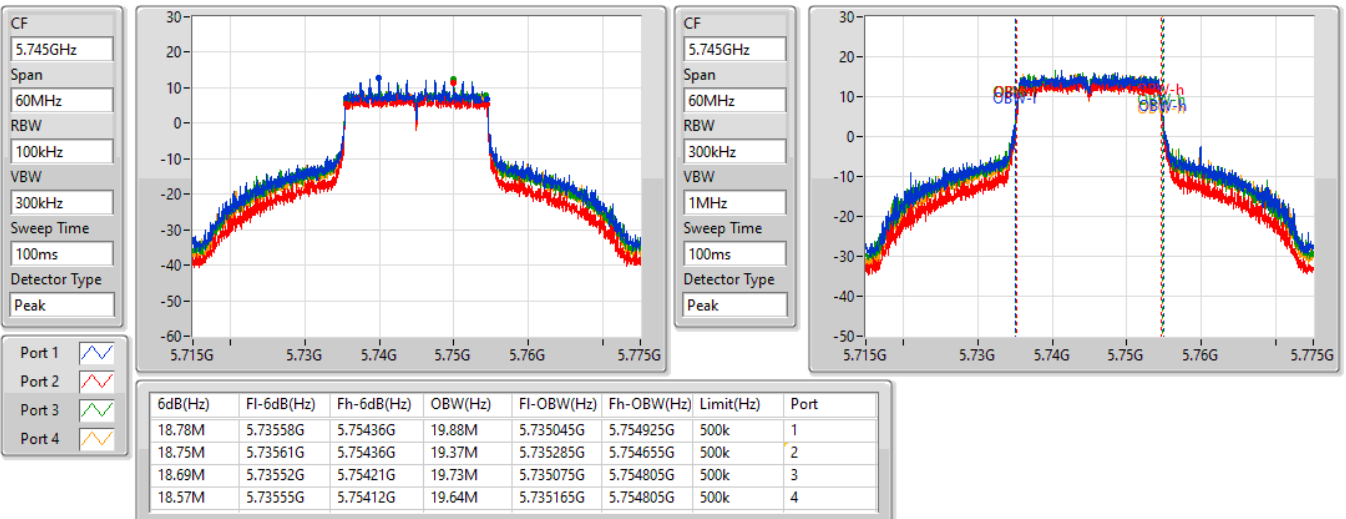 CF
5.745GHz
Span
60MHz
RBW
100kHz
VBW
300kHz
Sweep Time
100ms
Detector Type
Peak
30
20
10
0
-10
-20
-30
-40
-50
-60
5.715G 5.73G 5.74G 5.75G 5.76G 5.775G
CF
5.745GHz
Span
60MHz
RBW
300kHz
VBW
1MHz
Sweep Time
100ms
Detector Type
Peak
30
20
10
0
-10
-20
-30
-40
-50
OBW-l
OBW-h
5.715G 5.73G 5.74G 5.75G 5.76G 5.775G
Port 1
Port 2
Port 3
Port 4
6dB(Hz) Fl-6dB(Hz) Fh-6dB(Hz) OBW(Hz) Fl-OBW(Hz) Fh-OBW(Hz) Limit(Hz) Port
18.78M 5.73558G 5.75436G 19.88M 5.735045G 5.754925G 500k 1
18.75M 5.73561G 5.75436G 19.37M 5.735285G 5.754655G 500k 2
18.69M 5.73552G 5.75421G 19.73M 5.735075G 5.754805G 500k 3
18.57M 5.73555G 5.75412G 19.64M 5.735165G 5.754805G 500k 4